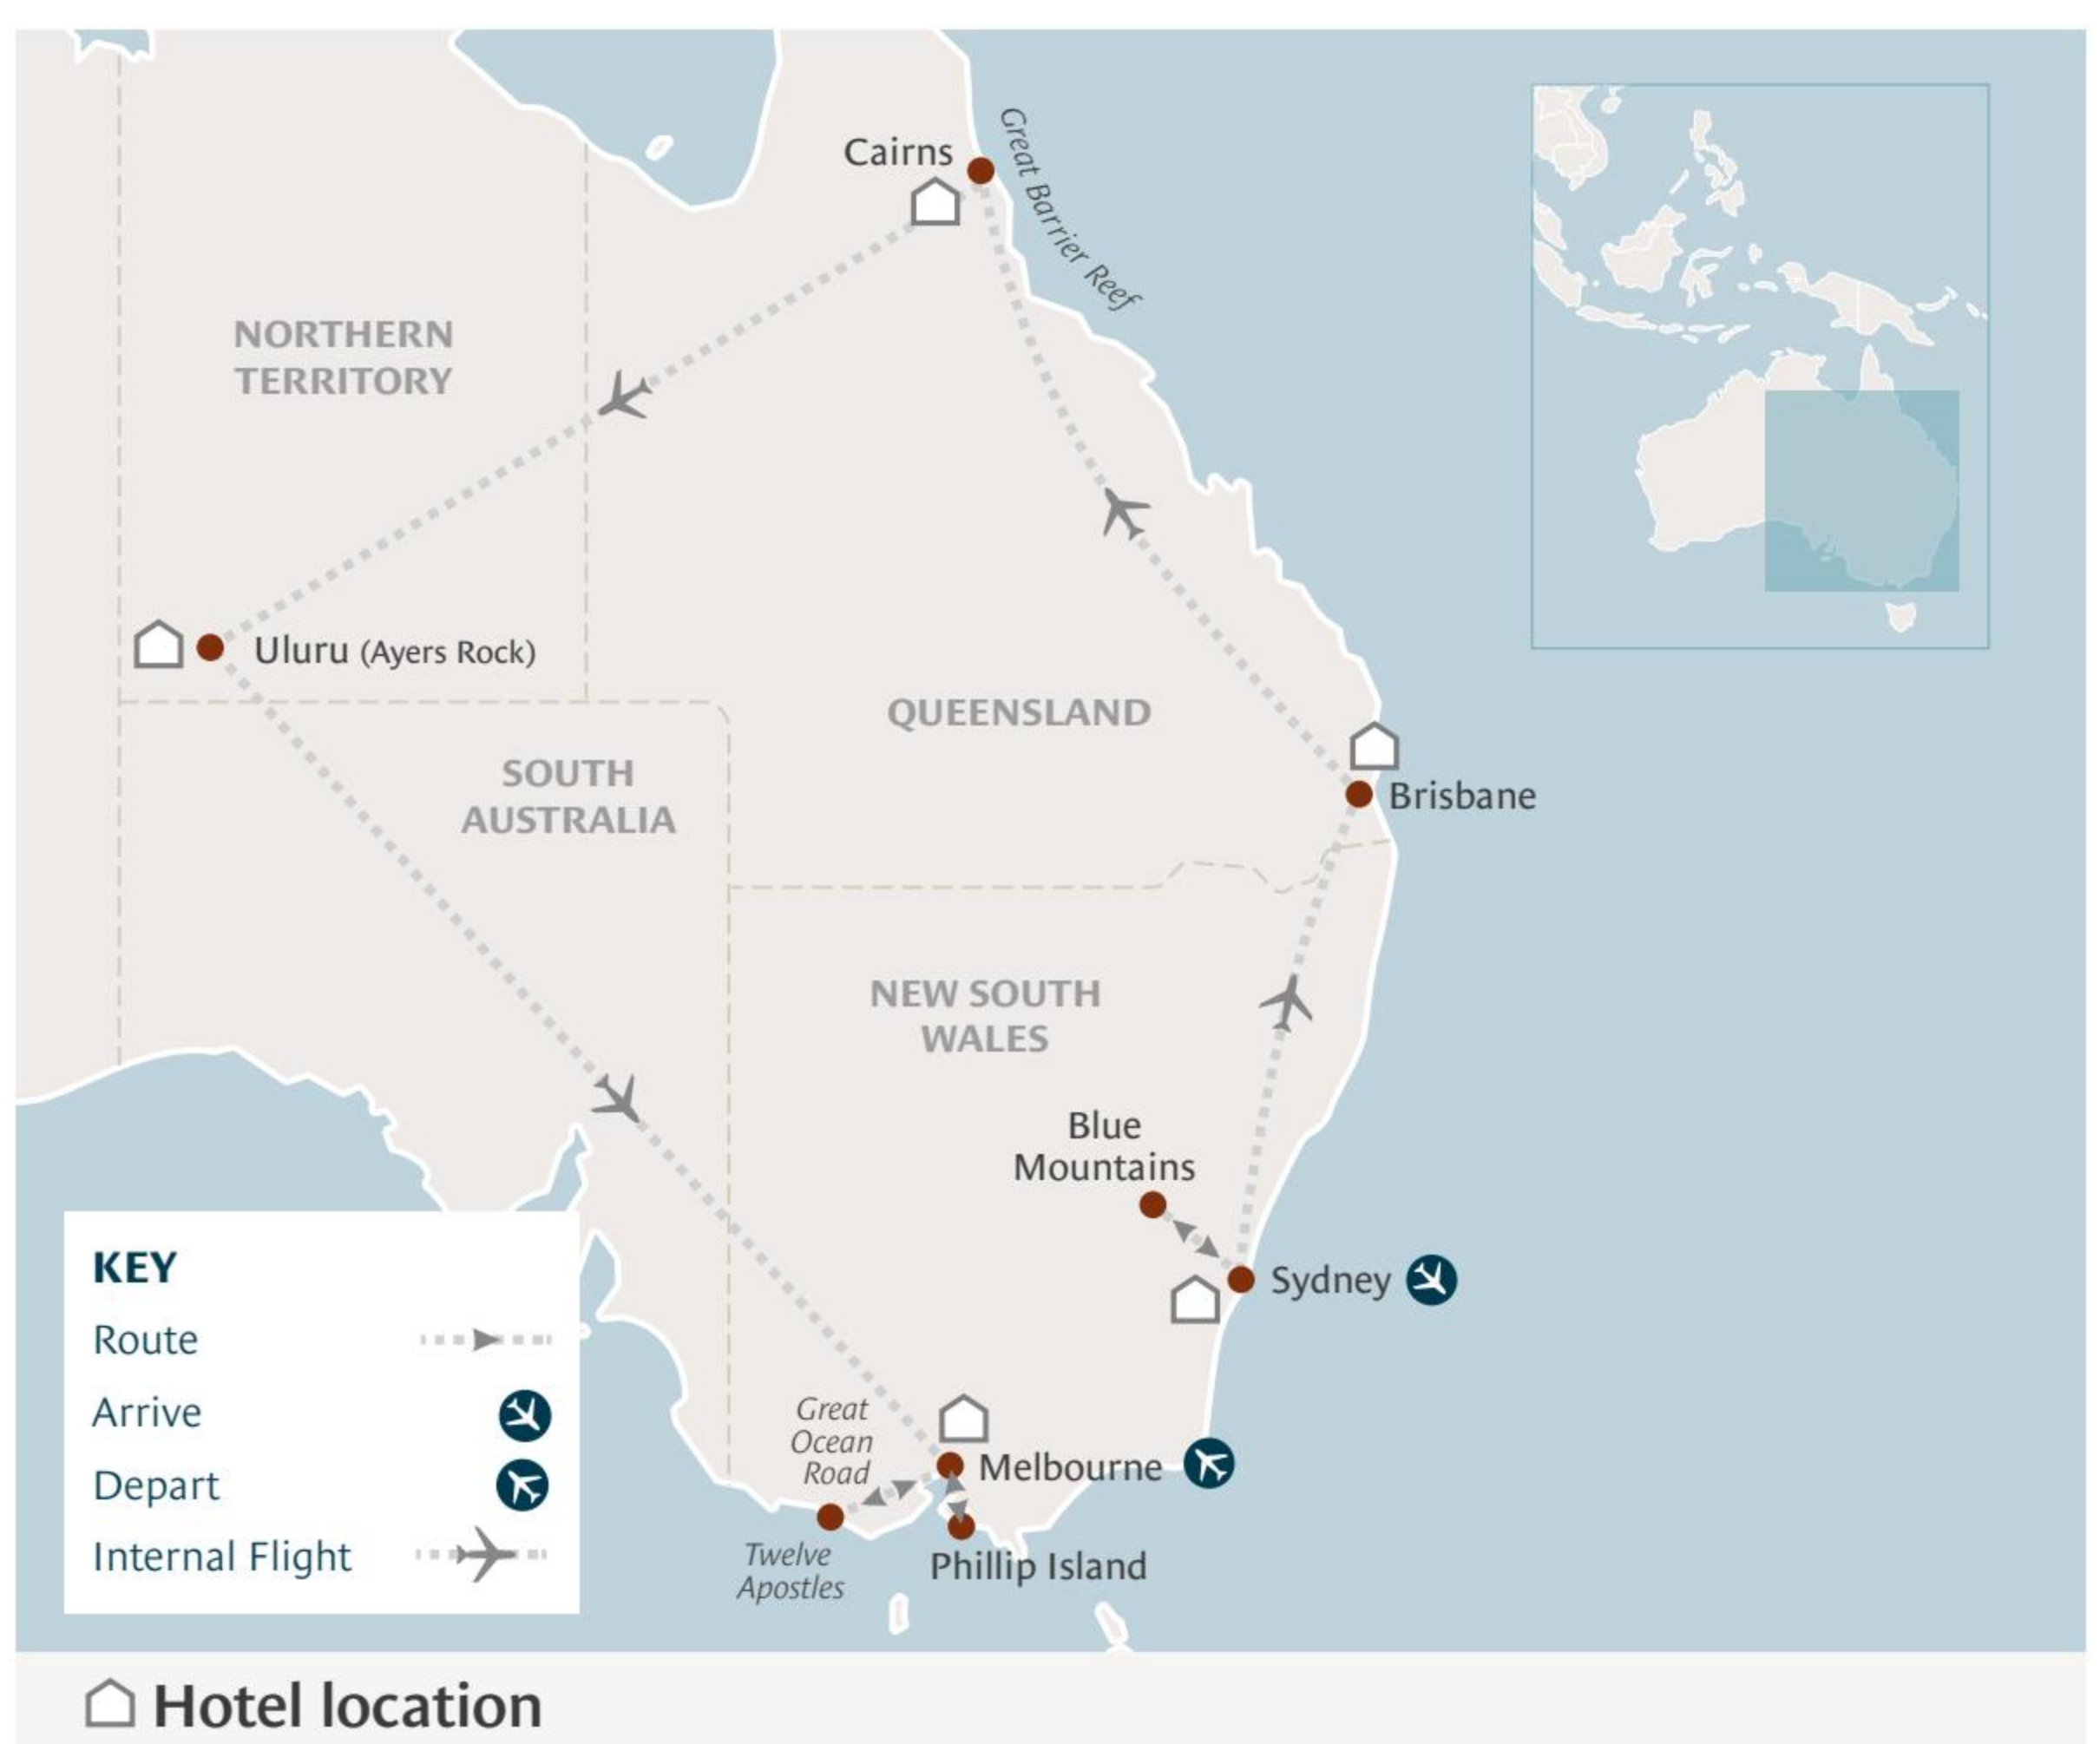 Cairns
Great Barrier Reef
NORTHERN
TERRITORY
Uluru (Ayers Rock)
QUEENSLAND
SOUTH
AUSTRALIA
Brisbane
NEW SOUTH
WALES
Blue
Mountains
Sydney
KEY
Route
Arrive
Depart
Internal Flight
Great
Ocean
Road
Melbourne
Twelve
Apostles
Phillip Island
Hotel location